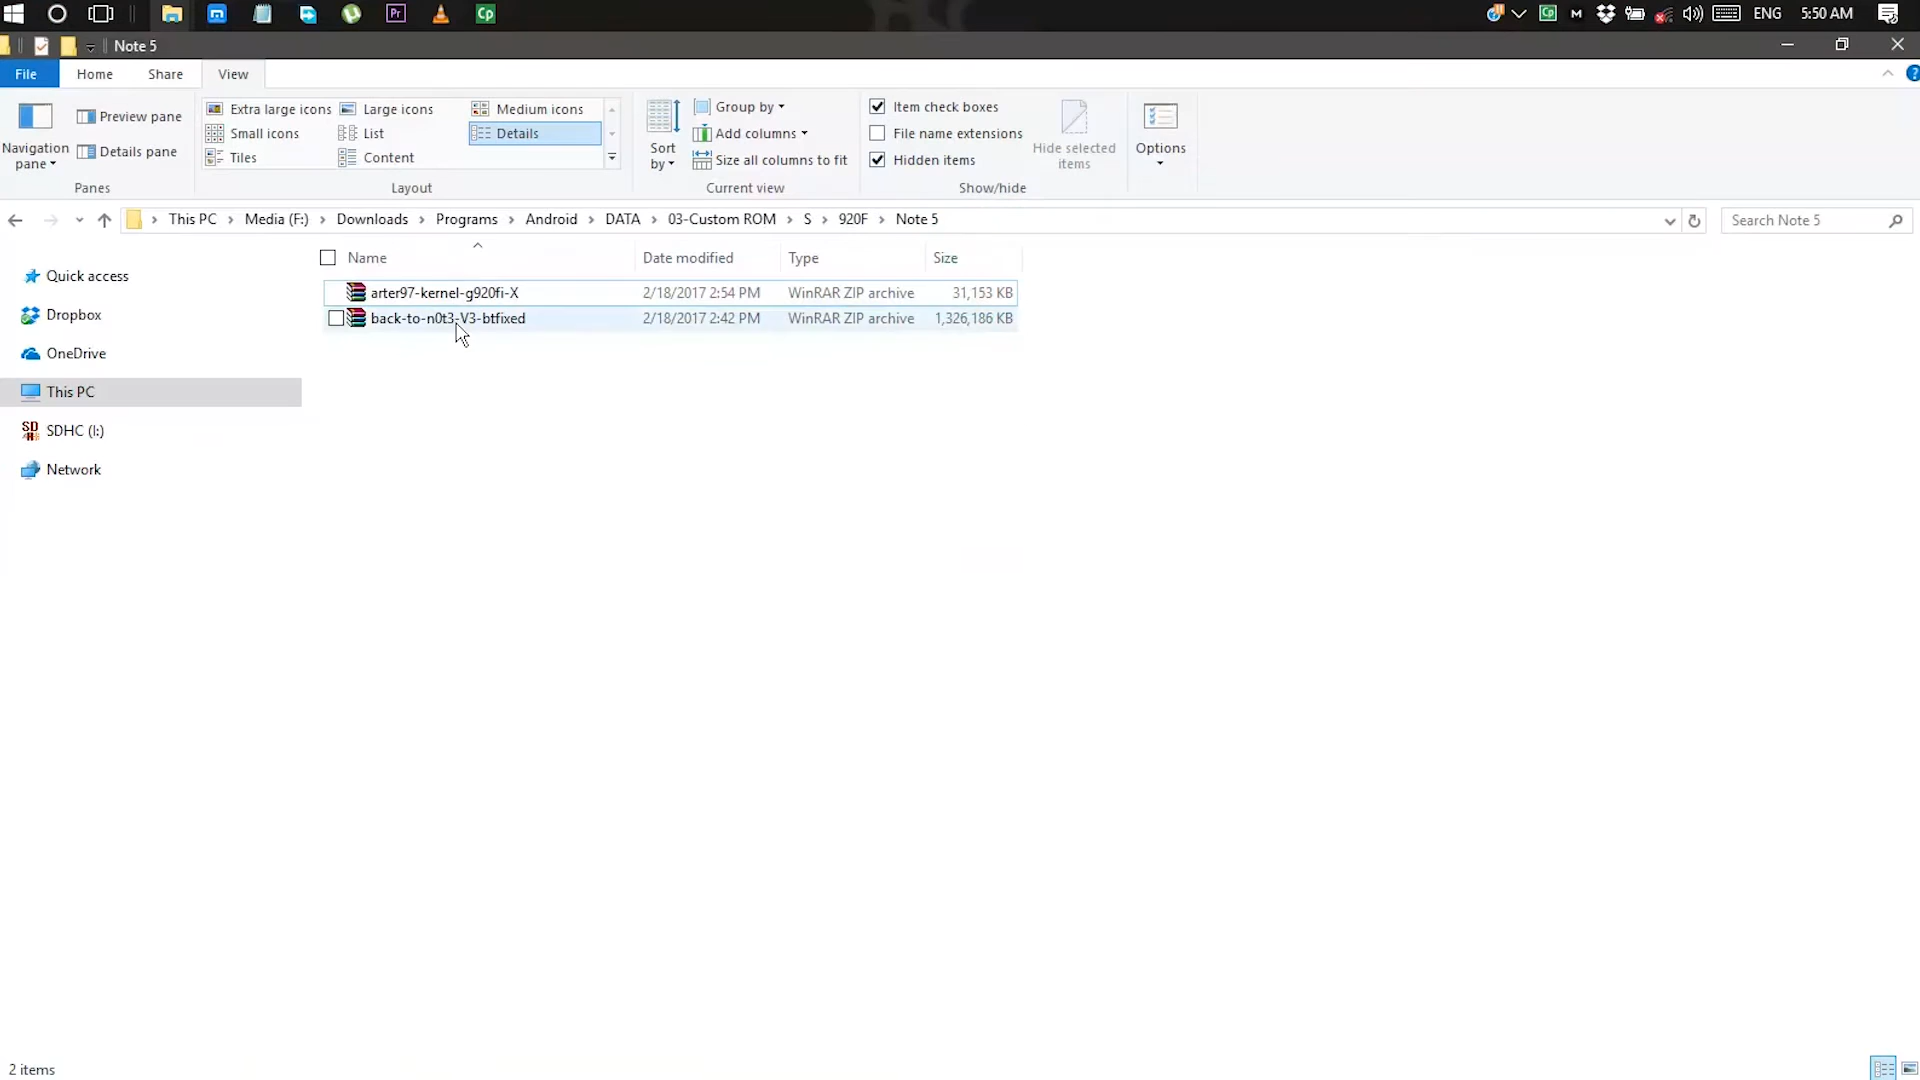 Pr Cp Cp M ENG 5:50 AM
Note 5
File Home Share View
Navigation pane
Preview pane
Details pane
Panes
Extra large icons Large icons Medium icons
Small icons List Details
Tiles Content
Layout
Sort by
Group by
Add columns
Size all columns to fit
Current view
Item check boxes
File name extensions
Hidden items
Hide selected items
Show/hide
Options
This PC > Media (F:) > Downloads > Programs > Android > DATA > 03-Custom ROM > S > 920F > Note 5
Search Note 5
Name Date modified Type Size
arter97-kernel-g920fi-X 2/18/2017 2:54 PM WinRAR ZIP archive 31,153 KB
back-to-n0t3-V3-btfixed 2/18/2017 2:42 PM WinRAR ZIP archive 1,326,186 KB
Quick access
Dropbox
OneDrive
This PC
SD SDHC (I:)
Network
2 items